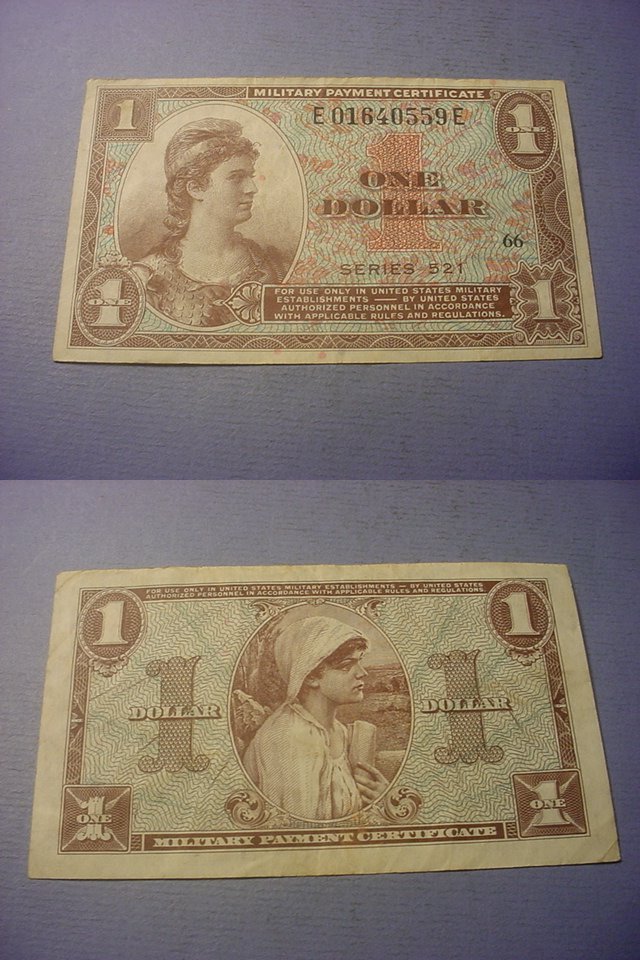 MILITARY PAYMENT CERTIFICATE
1
E01640559E
ONE
1
ONE
DOLLAR
66
SERIES 521
ONE
FOR USE ONLY IN UNITED STATES MILITARY
ESTABLISHMENTS — BY UNITED STATES
AUTHORIZED PERSONNEL IN ACCORDANCE
WITH APPLICABLE RULES AND REGULATIONS.
1
FOR USE ONLY IN UNITED STATES MILITARY ESTABLISHMENTS — BY UNITED STATES
AUTHORIZED PERSONNEL IN ACCORDANCE WITH APPLICABLE RULES AND REGULATIONS.
1
1
1 DOLLAR
1 DOLLAR
1 ONE
1 ONE
MILITARY PAYMENT CERTIFICATE